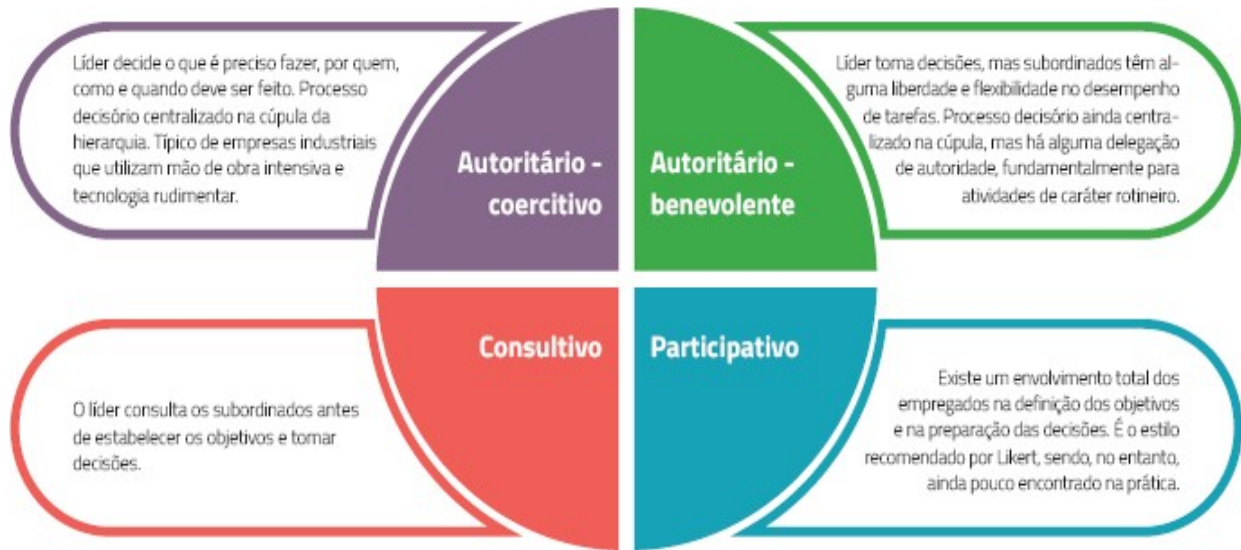 Líder decide o que é preciso fazer, por quem,
como e quando deve ser feito. Processo
decisório centralizado na cúpula da
hierarquia. Típico de empresas industriais
que utilizam mão de obra intensiva e
tecnologia rudimentar.
Autoritário -
coercitivo
Autoritário -
benevolente
Líder toma decisões, mas subordinados têm al-
guma liberdade e flexibilidade no desempenho
de tarefas. Processo decisório ainda centra-
lizado na cúpula, mas há alguma delegação
de autoridade, fundamentalmente para
atividades de caráter rotineiro.
O líder consulta os subordinados antes
de estabelecer os objetivos e tomar
decisões.
Consultivo
Participativo
Existe um envolvimento total dos
empregados na definição dos objetivos
e na preparação das decisões. É o estilo
recomendado por Likert, sendo, no entanto,
ainda pouco encontrado na prática.